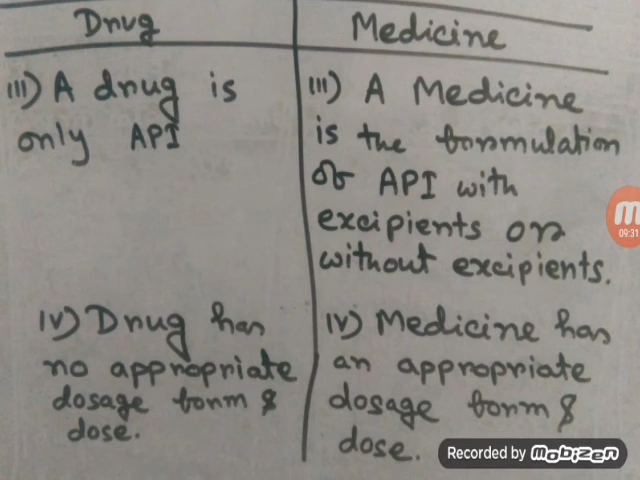 Drug
Medicine
III) A drug is
only API
III) A Medicine
is the formulation
of API with
excipients or
without excipients.
IV) Drug has
no appropriate
dosage form &
dose.
IV) Medicine has
an appropriate
dosage form &
dose.
M
09:31
Recorded by Mobizen